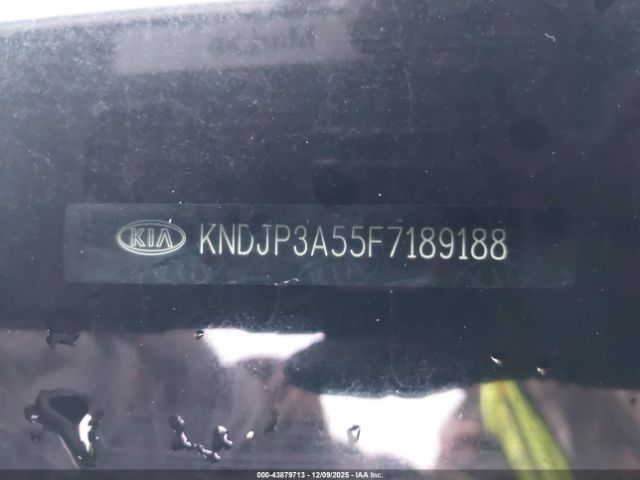 KIA KNDJP3A55F7189188
000-43879713 - 12/09/2025 - IAA Inc.